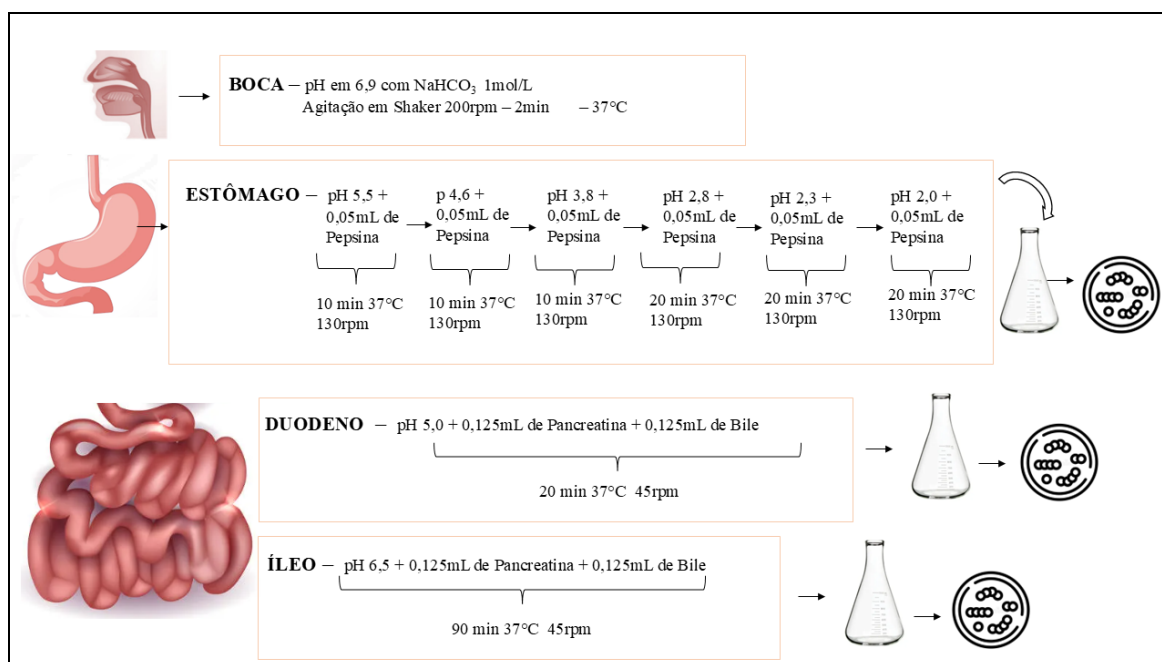 BOCA – pH em 6,9 com NaHCO₃ 1mol/L
Agitação em Shaker 200rpm – 2min – 37°C
ESTÔMAGO –
pH 5,5 +
0,05mL de
Pepsina
10 min 37°C
130rpm
p 4,6 +
0,05mL de
Pepsina
10 min 37°C
130rpm
pH 3,8 +
0,05mL de
Pepsina
10 min 37°C
130rpm
pH 2,8 +
0,05mL de
Pepsina
20 min 37°C
130rpm
pH 2,3 +
0,05mL de
Pepsina
20 min 37°C
130rpm
pH 2,0 +
0,05mL de
Pepsina
20 min 37°C
130rpm
DUODENO – pH 5,0 + 0,125mL de Pancreatina + 0,125mL de Bile
20 min 37°C 45rpm
ÍLEO – pH 6,5 + 0,125mL de Pancreatina + 0,125mL de Bile
90 min 37°C 45rpm